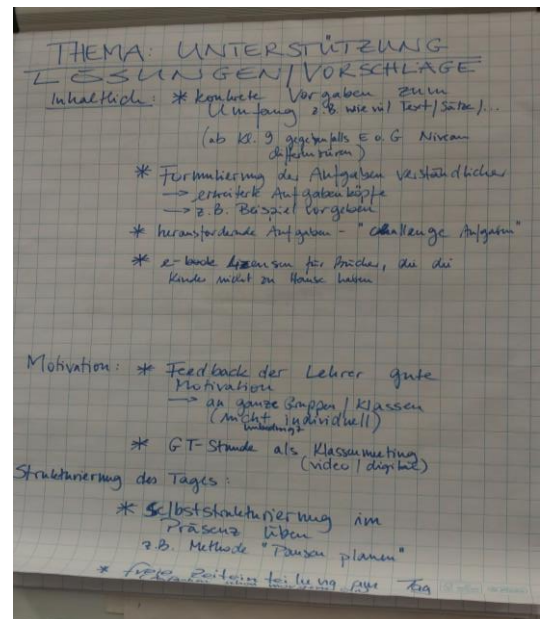 THEMA: UNTERSTÜTZUNG
LÖSUNGEN/VORSCHLÄGE
Inhaltlich: * konkrete Vorgaben zum
Umfang z.B. wie viel Text/Sätze/...
(ab Kl. 9 gegebenfalls E o. G Niveau
differenzieren)
* Formulierung der Aufgaben verständlicher
→ erweiterte Aufgabenköpfe
→ z.B. Beispiel vorgeben
* herausfordernde Aufgaben - "Challenge Aufgaben"
* e-book Lizensen für Bücher, die die
Kinder nicht zu Hause haben
Motivation: * Feedback der Lehrer gute
Motivation
→ an ganze Gruppen/Klassen
(nicht individuell)
unbedingt
* GT-Stunde als Klassenmeeting
(video/digital)
Strukturierung des Tages:
* Selbststrukturierung im
Präsenz üben
z.B. Methode "Pausen planen"
* freie Zeiteinteilung am Tag